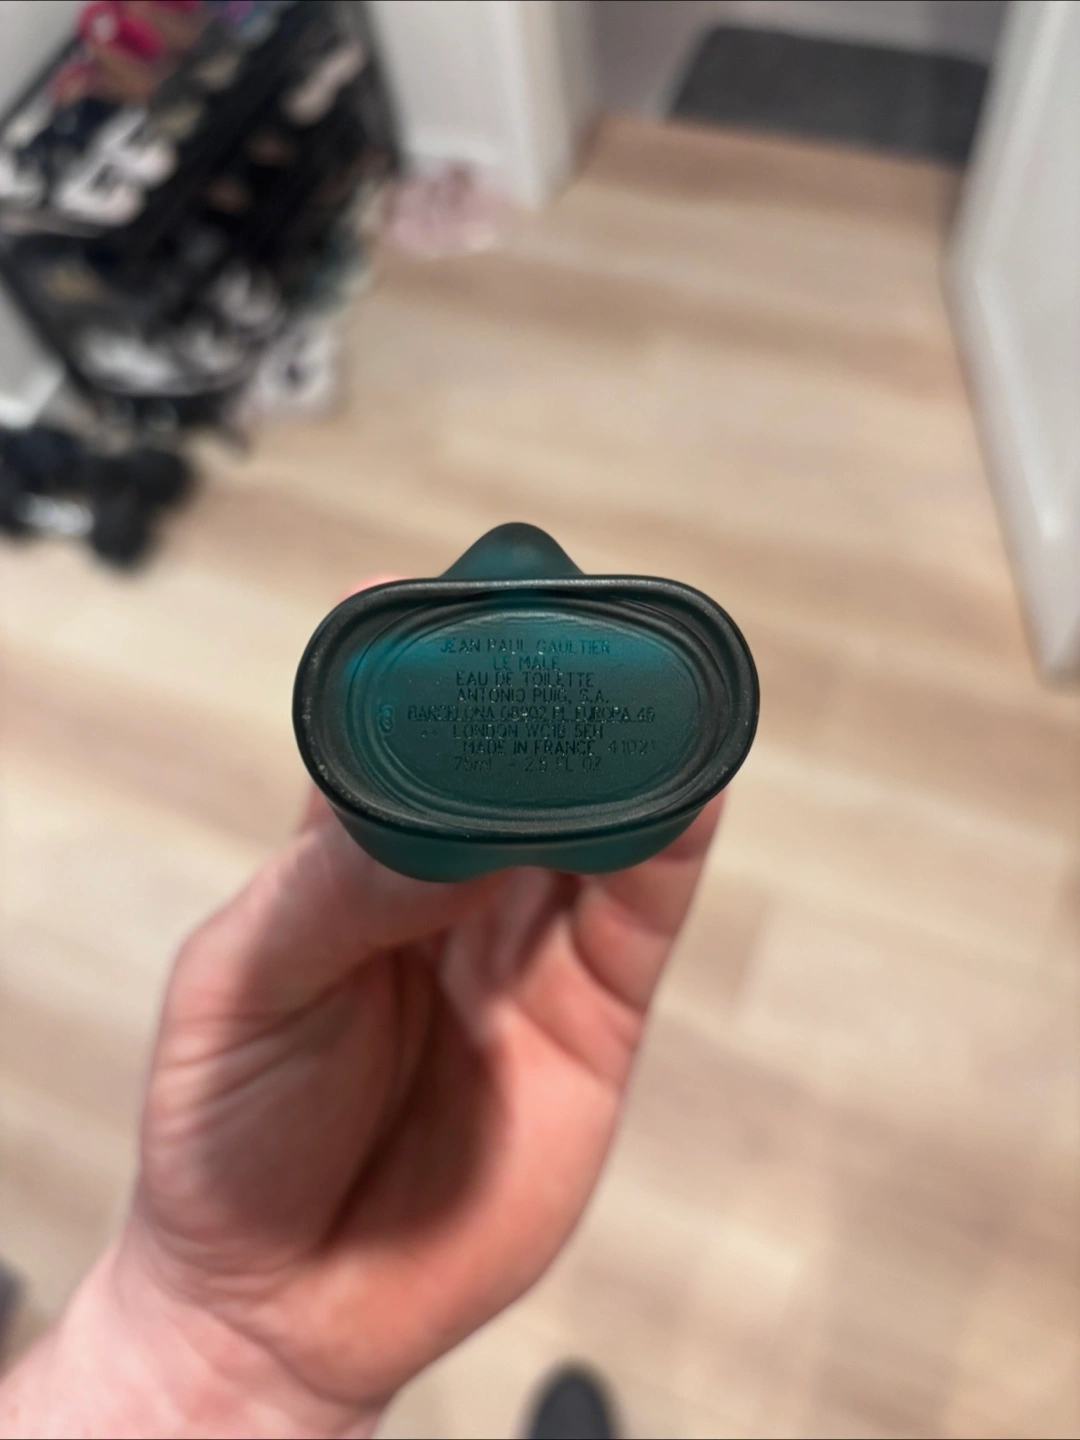 JEAN PAUL GAULTIER
LE MALE
EAU DE TOILETTE
ANTONIO PUIG, S.A.
BARCELONA 08902 PL. EUROPA 46
LONDON WC1B 5EH
MADE IN FRANCE 41021
75ml - 2.5 FL OZ